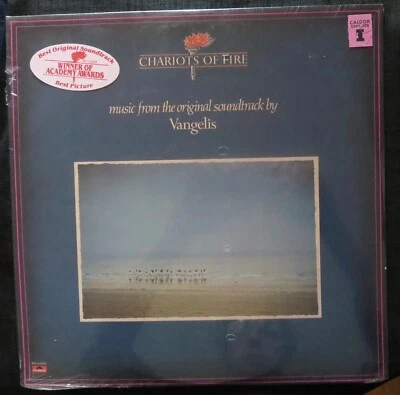 CHARIOTS OF FIRE
music from the original soundtrack by
Vangelis
Best Original Soundtrack
WINNER OF
ACADEMY AWARDS
Best Picture
CALDOR
I